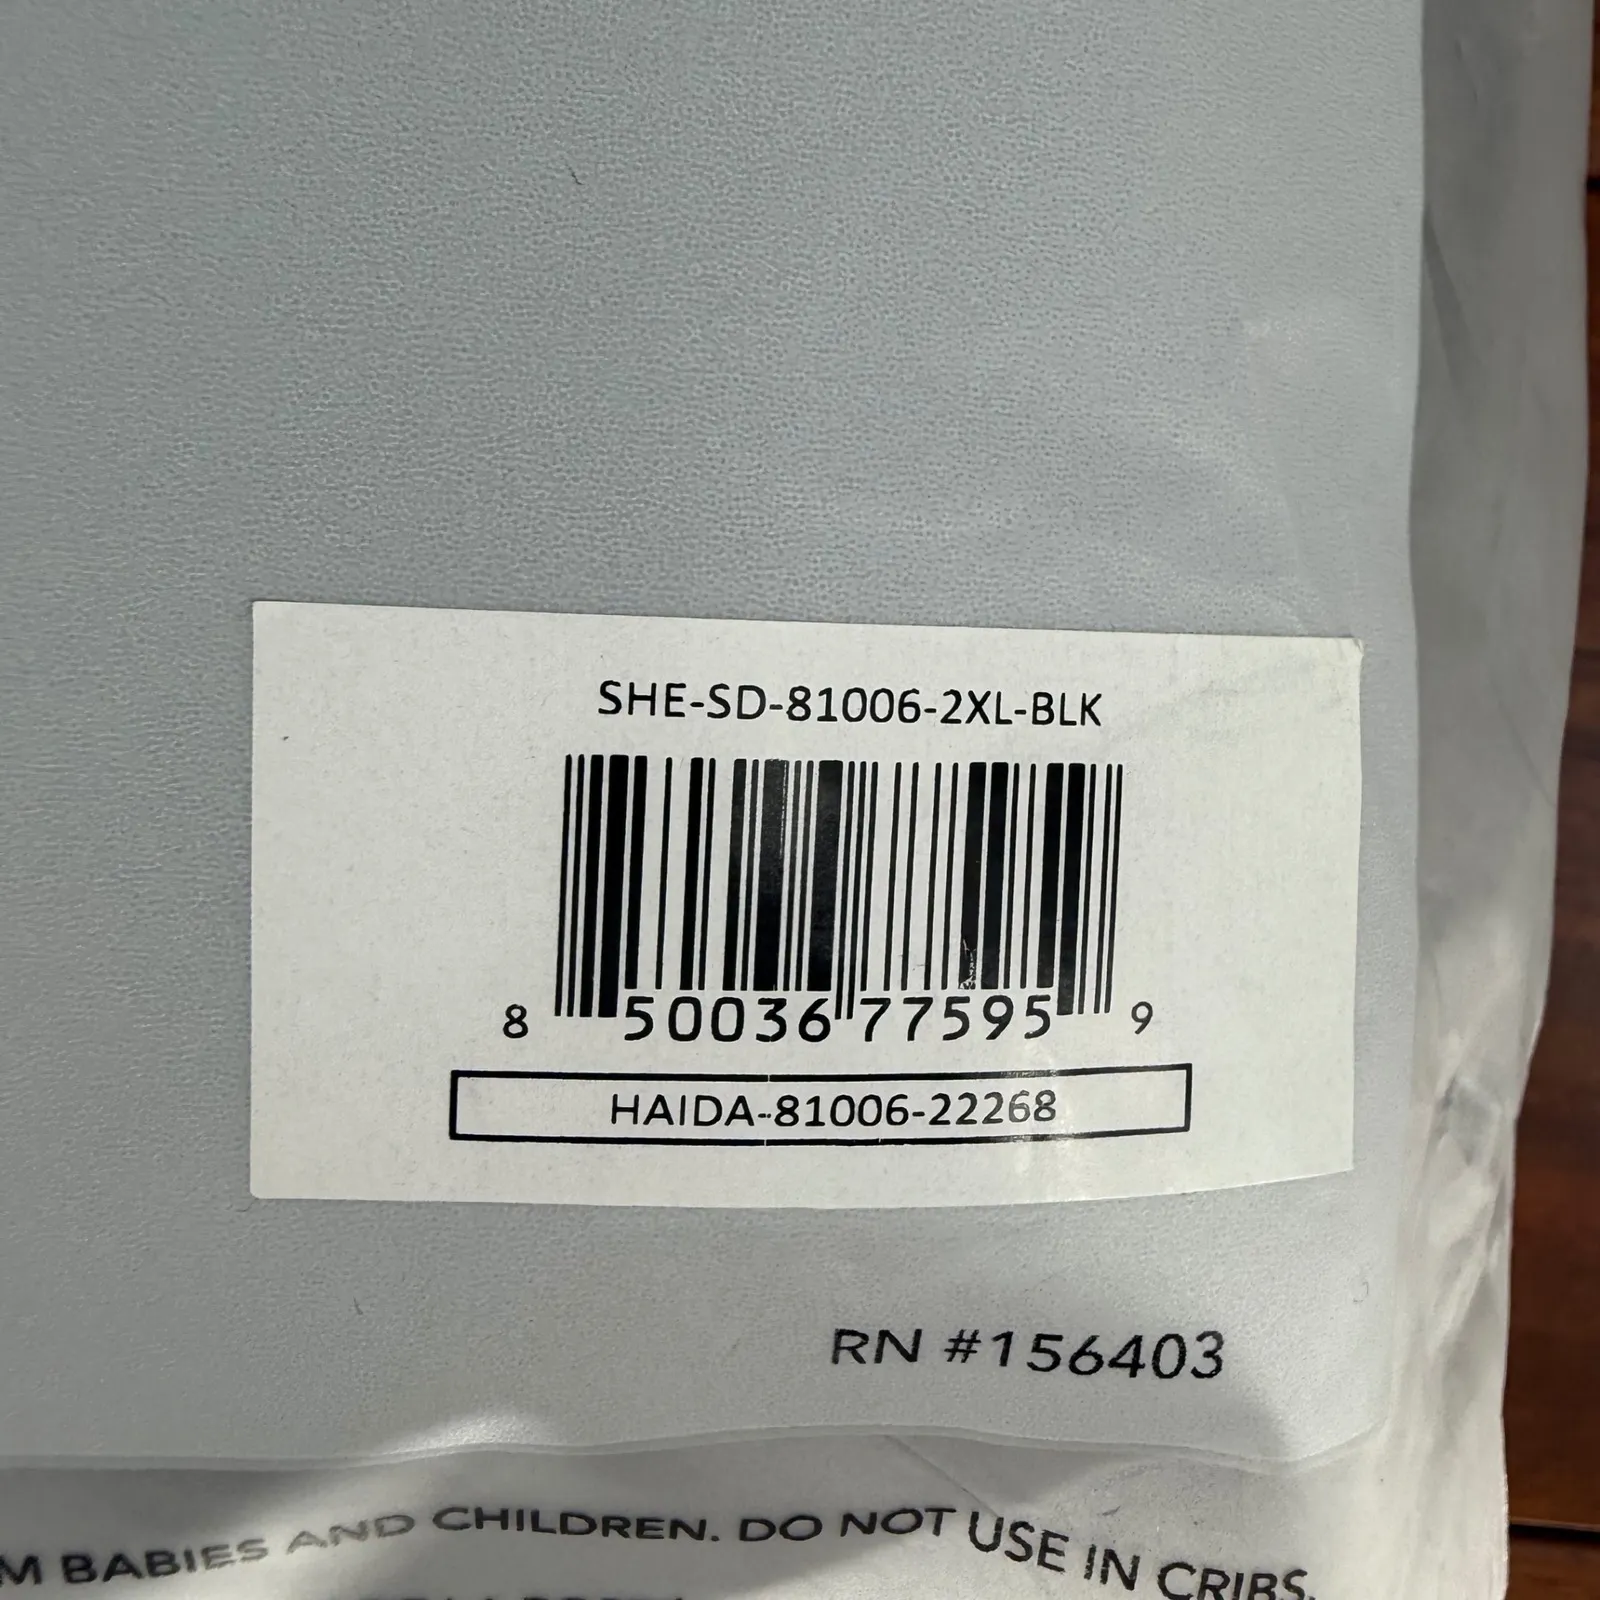 SHE-SD-81006-2XL-BLK
8 50036 77595 9
HAIDA-81006-22268
RN #156403
BABIES AND CHILDREN. DO NOT USE IN CRIBS.